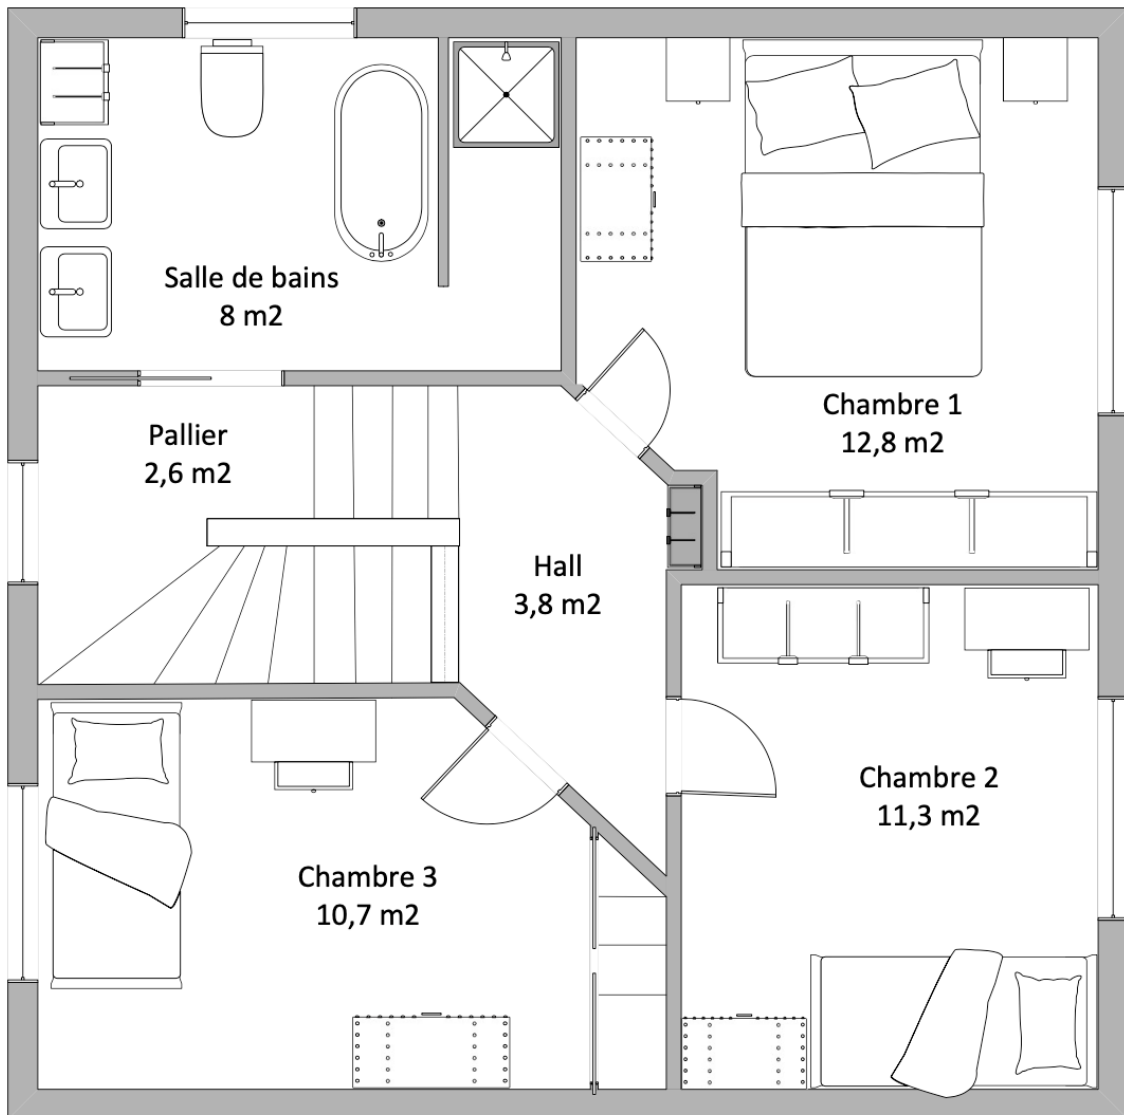 Salle de bains
8 m2
Chambre 1
12,8 m2
Pallier
2,6 m2
Hall
3,8 m2
Chambre 2
11,3 m2
Chambre 3
10,7 m2